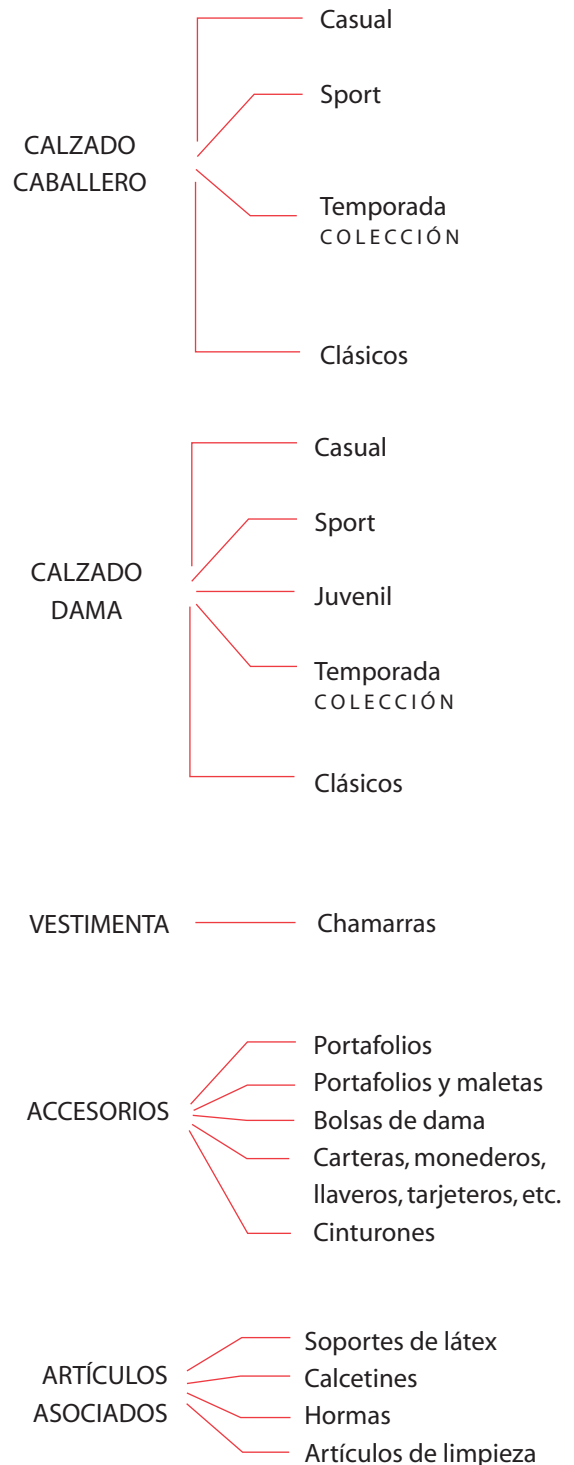 CALZADO
CABALLERO
Casual
Sport
Temporada
COLECCIÓN
Clásicos
CALZADO
DAMA
Casual
Sport
Juvenil
Temporada
COLECCIÓN
Clásicos
VESTIMENTA
Chamarras
ACCESORIOS
Portafolios
Portafolios y maletas
Bolsas de dama
Carteras, monederos,
llaveros, tarjeteros, etc.
Cinturones
ARTÍCULOS
ASOCIADOS
Soportes de látex
Calcetines
Hormas
Artículos de limpieza